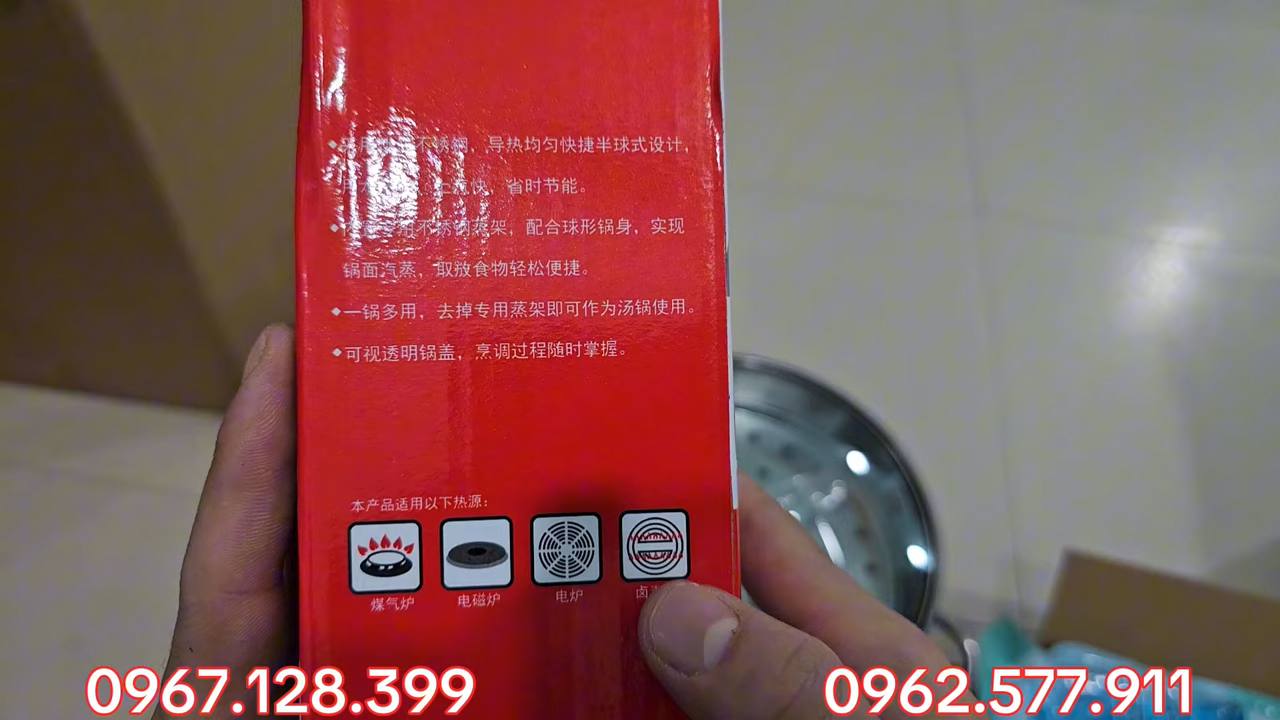 不锈钢，导热均匀快捷半球式设计，
快，省时节能。
不锈钢蒸架，配合球形锅身，实现
锅面汽蒸，取放食物轻松便捷。
◆一锅多用，去掉专用蒸架即可作为汤锅使用。
◆可视透明锅盖，烹调过程随时掌握。
本产品适用以下热源：
煤气炉 电磁炉 电炉 卤
0967.128.399 0962.577.911